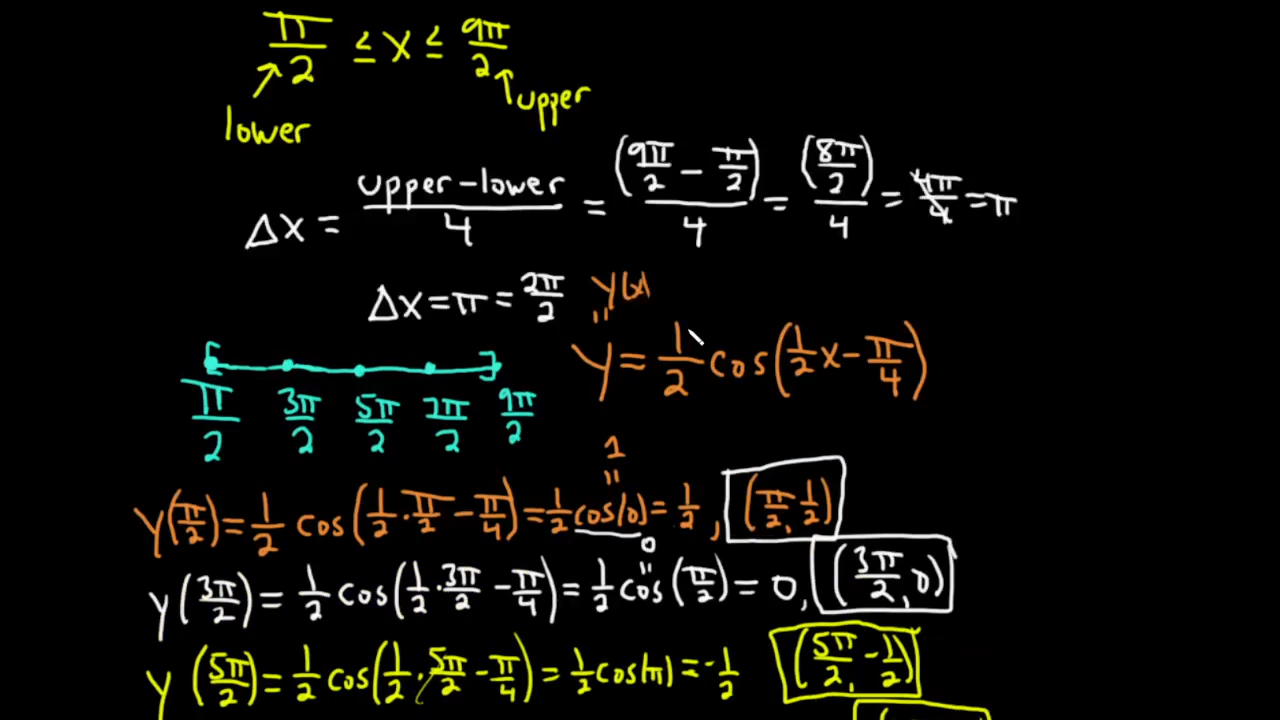 π/2 ≤ x ≤ 9π/2
lower upper
Δx = upper-lower/4 = (9π/2 - π/2)/4 = (8π/2)/4 = 4π/4 = π
Δx = π = 2π/2
y(x)
"
y = 1/2 cos(1/2 x - π/4)
π/2 3π/2 5π/2 7π/2 9π/2
1
"
y(π/2) = 1/2 cos(1/2 · π/2 - π/4) = 1/2 cos(0) = 1/2, (π/2, 1/2)
0
"
y(3π/2) = 1/2 cos(1/2 · 3π/2 - π/4) = 1/2 cos(π/2) = 0, (3π/2, 0)
y(5π/2) = 1/2 cos(1/2 · 5π/2 - π/4) = 1/2 cos(π) = -1/2 (5π/2, -1/2)